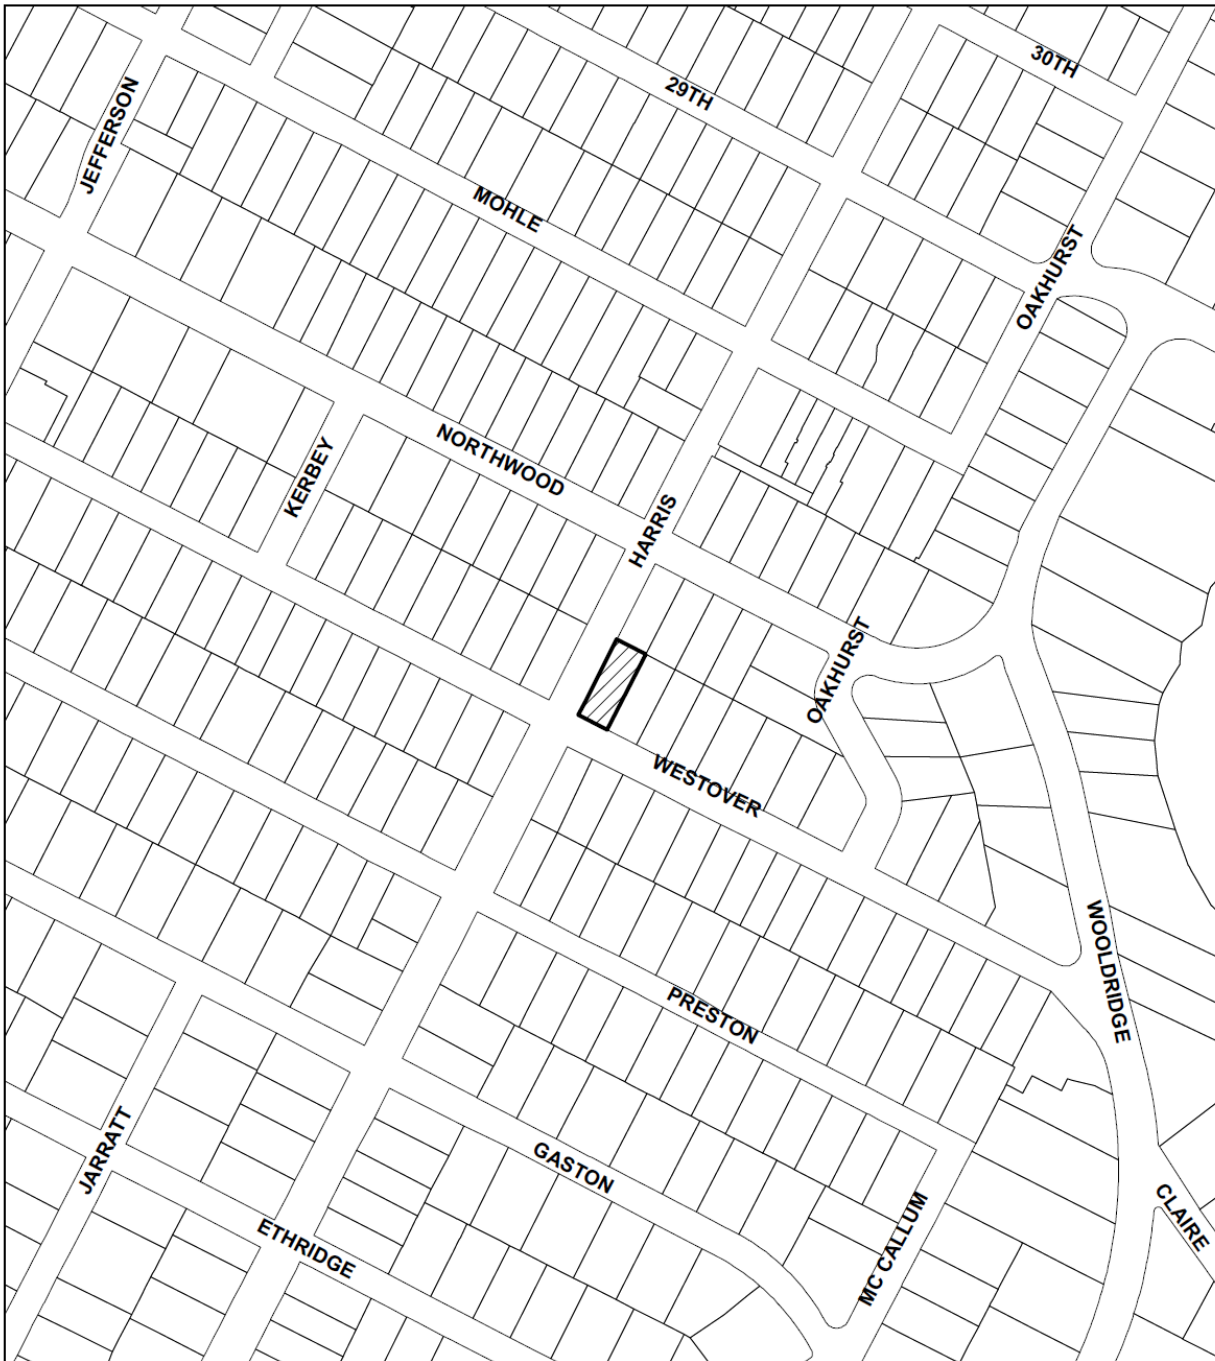 30TH
29TH
JEFFERSON
MOHLE
OAKHURST
NORTHWOOD
KERBEY
HARRIS
OAKHURST
WESTOVER
WOOLDRIDGE
PRESTON
JARRATT
GASTON
CLAIRE
MC CALLUM
ETHRIDGE